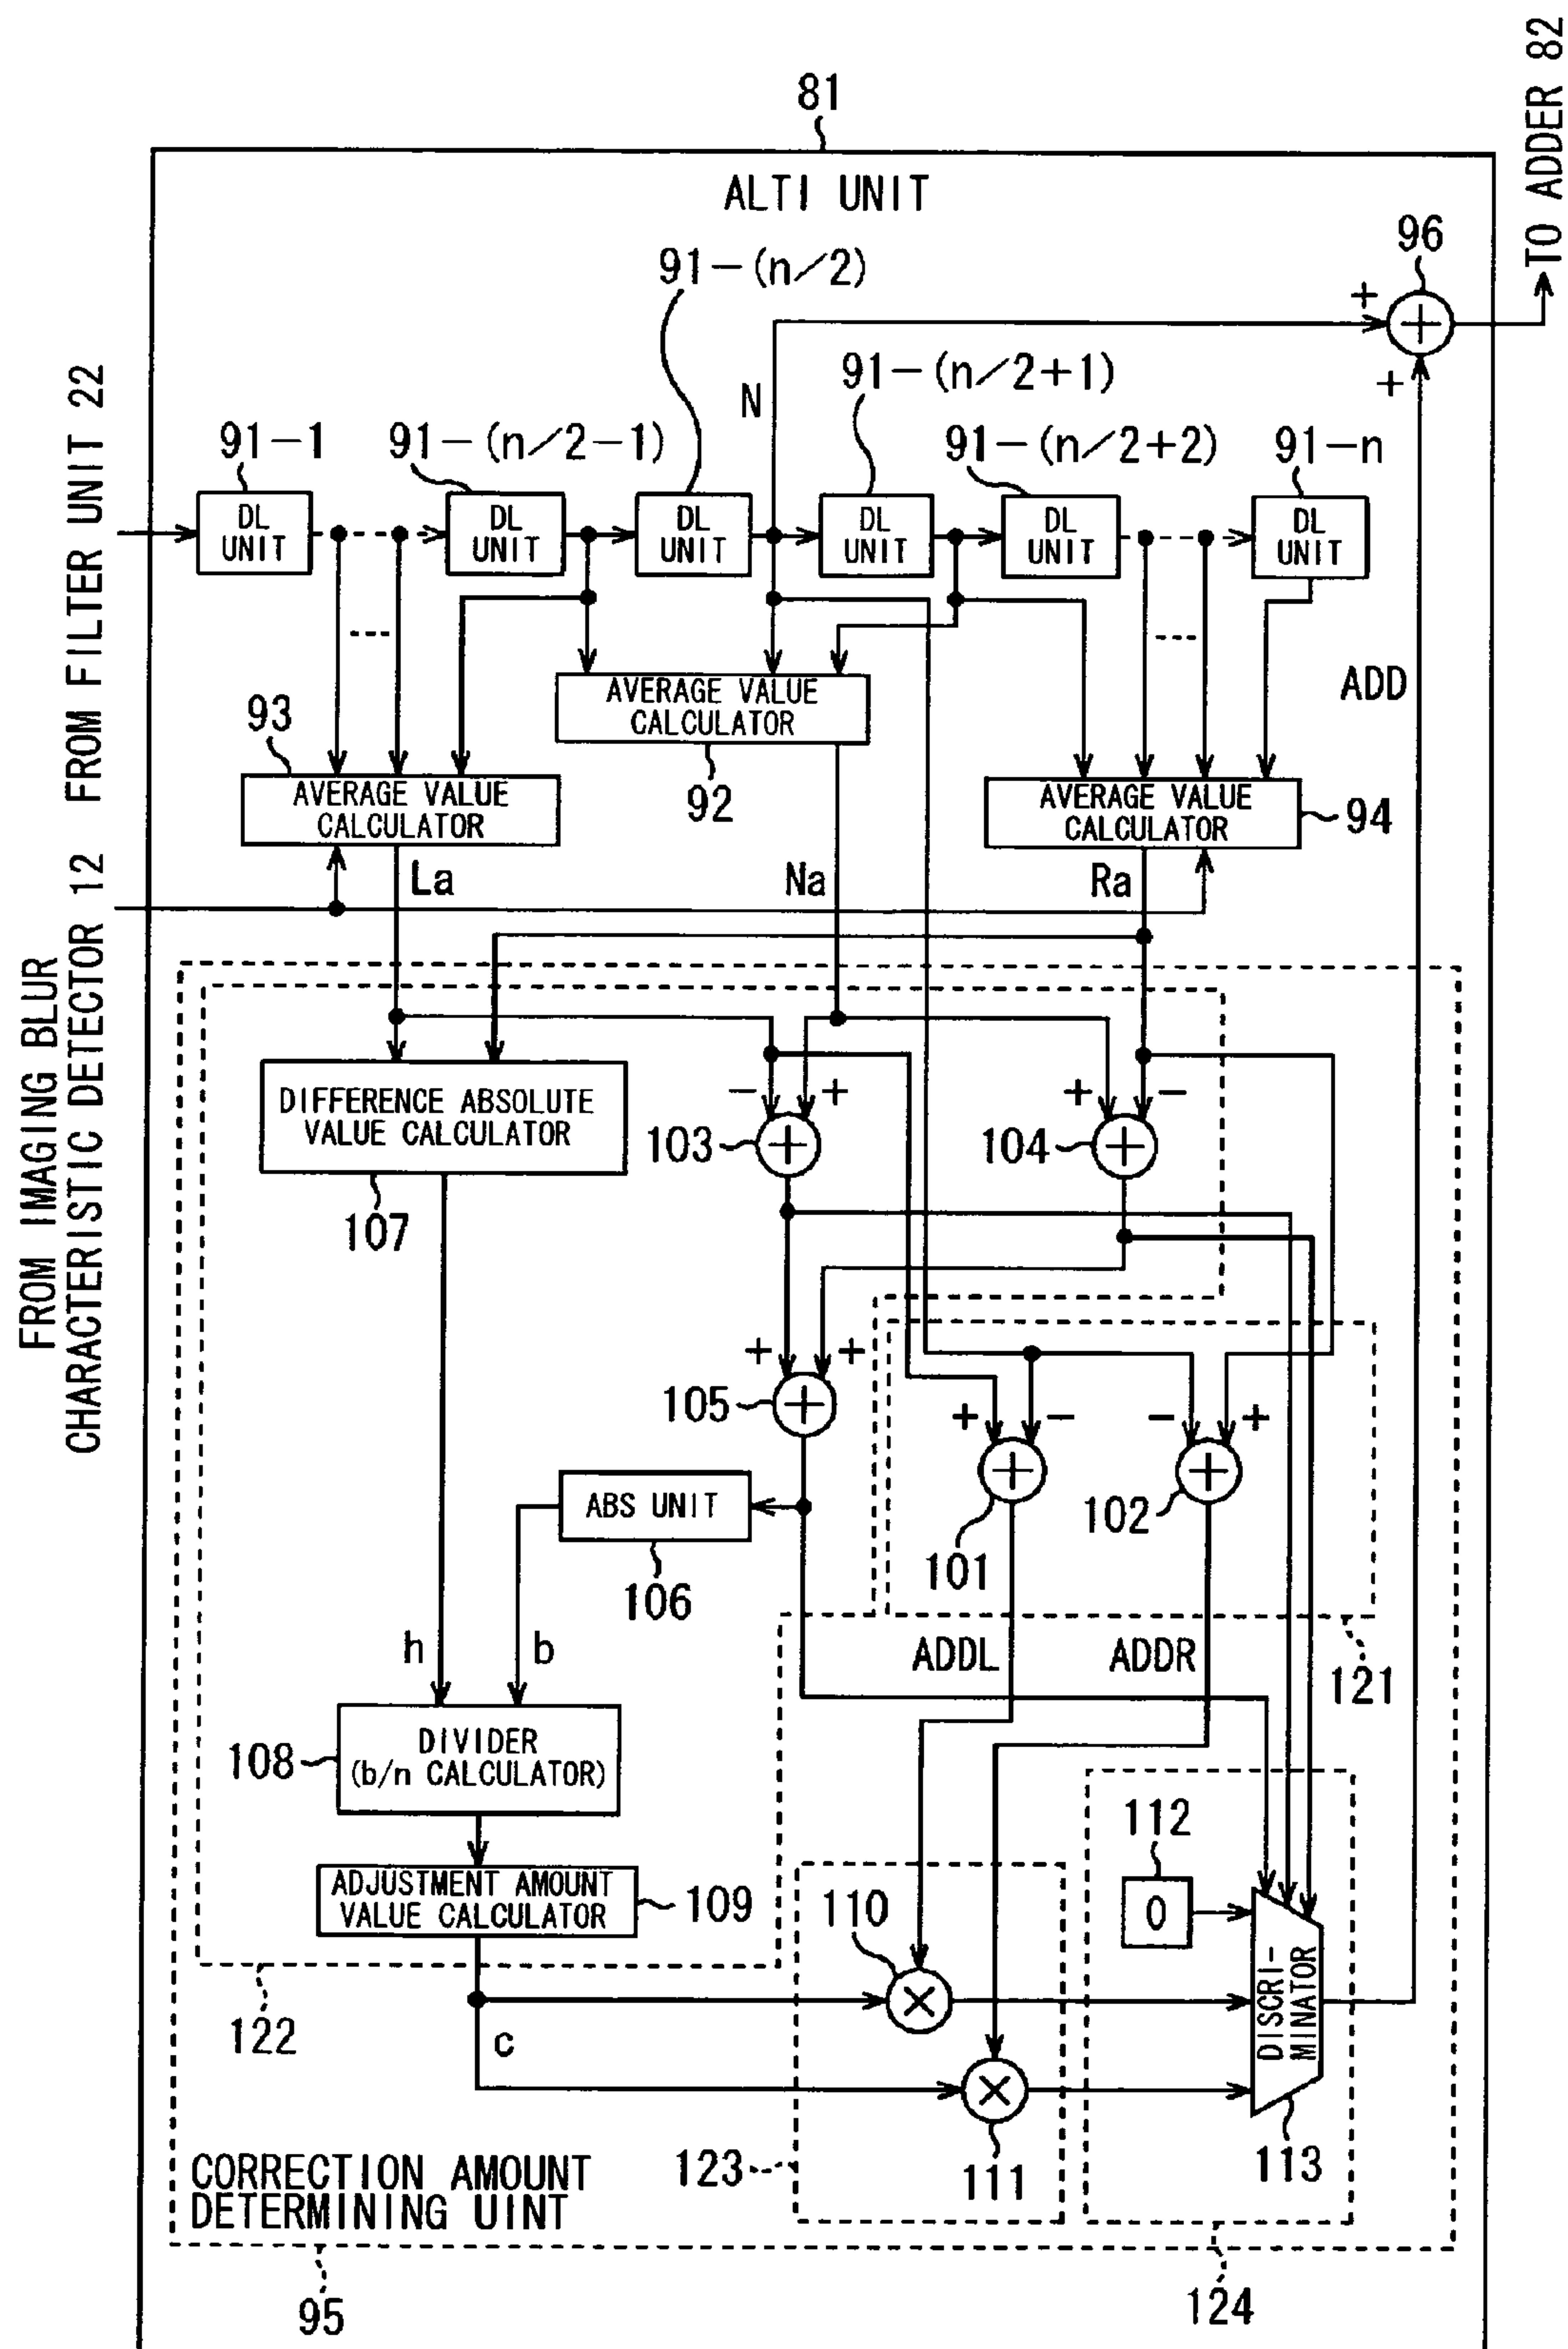 81
TO ADDER 82
ALTI UNIT
96
91-(n/2)
+
+
+
N
91-(n/2+1)
91-1
91-(n/2-1)
91-(n/2+2)
91-n
FROM FILTER UNIT 22
DL
UNIT
DL
UNIT
DL
UNIT
DL
UNIT
DL
UNIT
DL
UNIT
ADD
93
AVERAGE VALUE
CALCULATOR
92
AVERAGE VALUE
CALCULATOR
AVERAGE VALUE
CALCULATOR
94
La
Na
Ra
FROM IMAGING BLUR
CHARACTERISTIC DETECTOR 12
DIFFERENCE ABSOLUTE
VALUE CALCULATOR
107
- +
103 +
+ -
104 +
+ +
105 +
+ -
- +
+
+
101
102
ABS UNIT
106
h
b
ADDL
ADDR
121
108
DIVIDER
(b/n CALCULATOR)
112
0
ADJUSTMENT AMOUNT
VALUE CALCULATOR
109
110
×
DISCRI-
MINATOR
122
c
×
111
113
123
CORRECTION AMOUNT
DETERMINING UINT
95
124